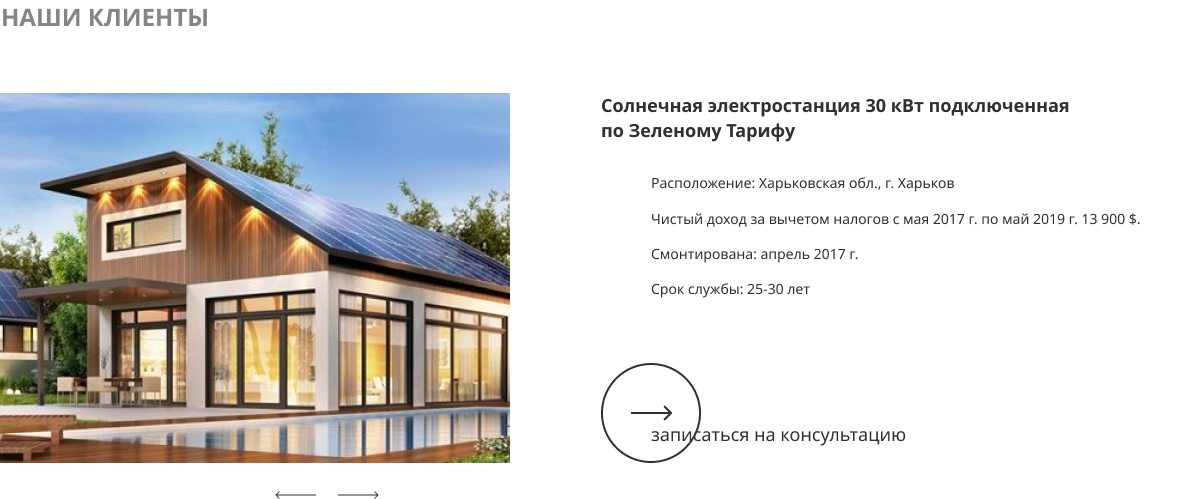 НАШИ КЛИЕНТЫ
Солнечная электростанция 30 кВт подключенная
по Зеленому Тарифу
Расположение: Харьковская обл., г. Харьков
Чистый доход за вычетом налогов с мая 2017 г. по май 2019 г. 13 900 $.
Смонтирована: апрель 2017 г.
Срок службы: 25-30 лет
записаться на консультацию